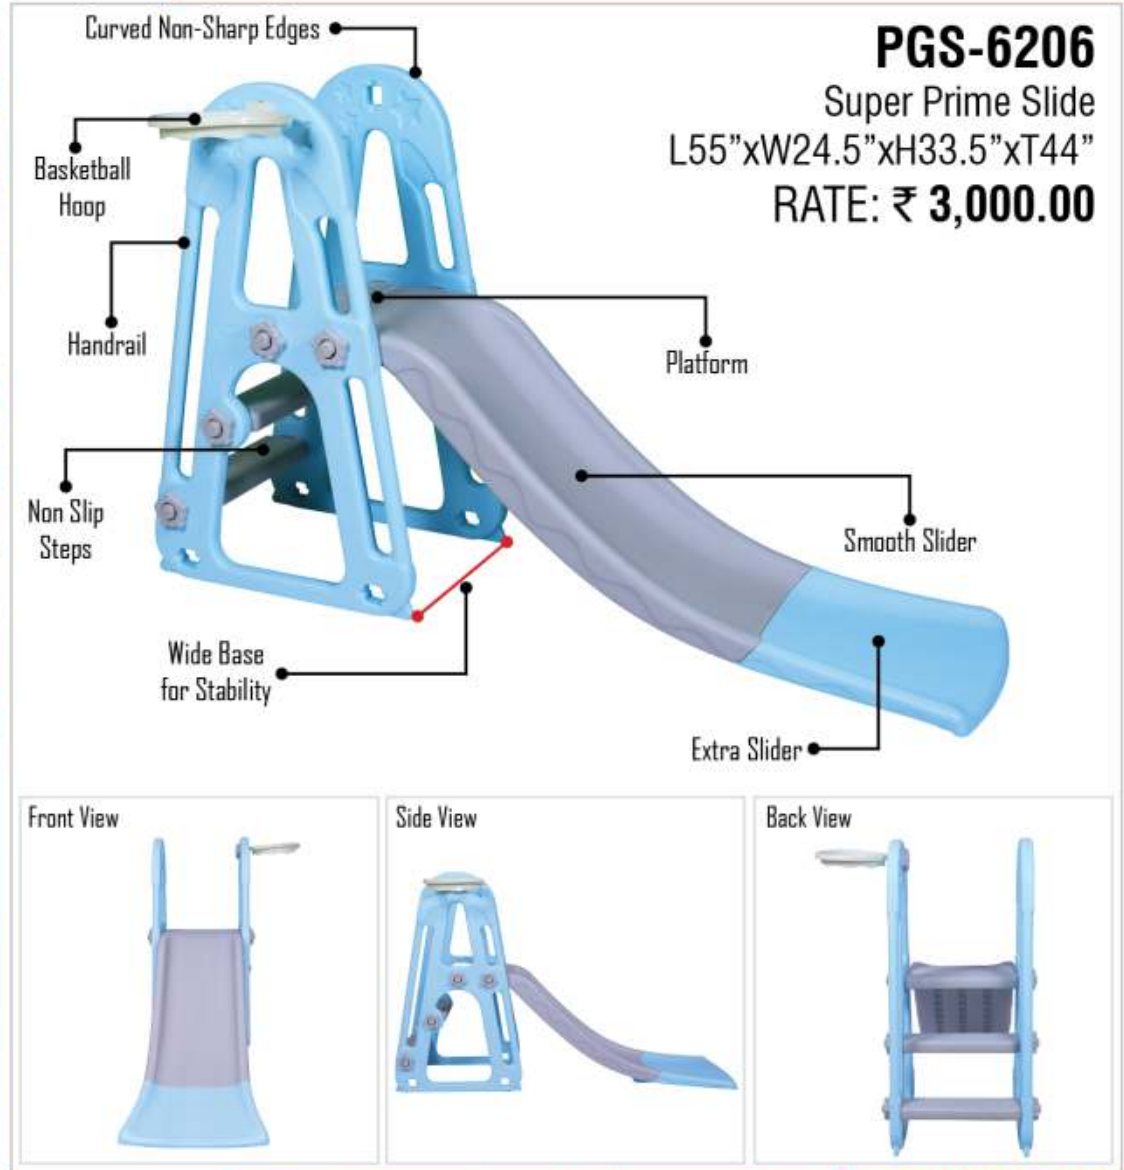 Curved Non-Sharp Edges
PGS-6206
Super Prime Slide
L55”xW24.5”xH33.5”xT44”
RATE: ₹ 3,000.00
Basketball
Hoop
Handrail
Platform
Non Slip
Steps
Smooth Slider
Wide Base
for Stability
Extra Slider
Front View
Side View
Back View